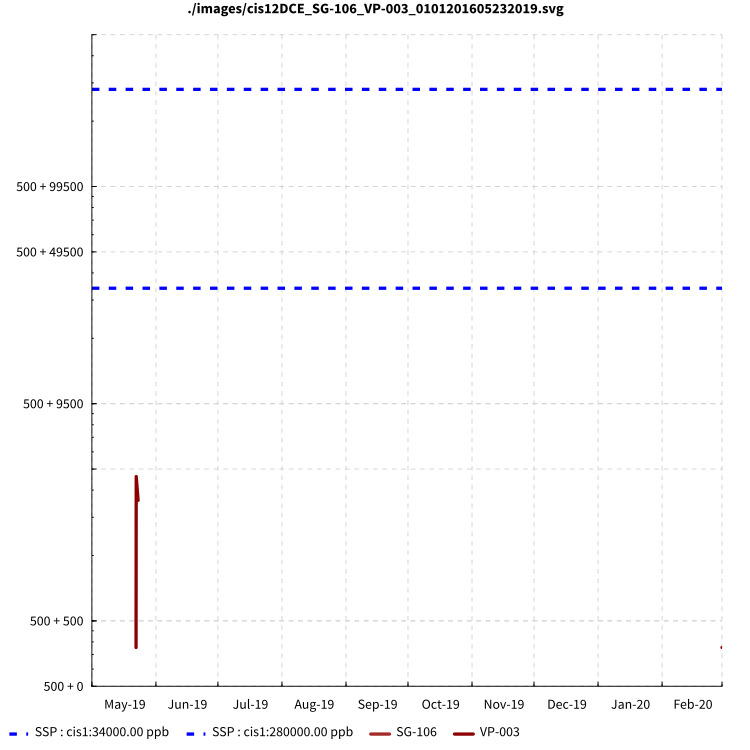 ./images/cis12DCE_SG-106_VP-003_0101201605232019.svg
500 + 99500
500 + 49500
500 + 9500
500 + 500
500 + 0
May-19 Jun-19 Jul-19 Aug-19 Sep-19 Oct-19 Nov-19 Dec-19 Jan-20 Feb-20
SSP : cis1:34000.00 ppb SSP : cis1:280000.00 ppb SG-106 VP-003